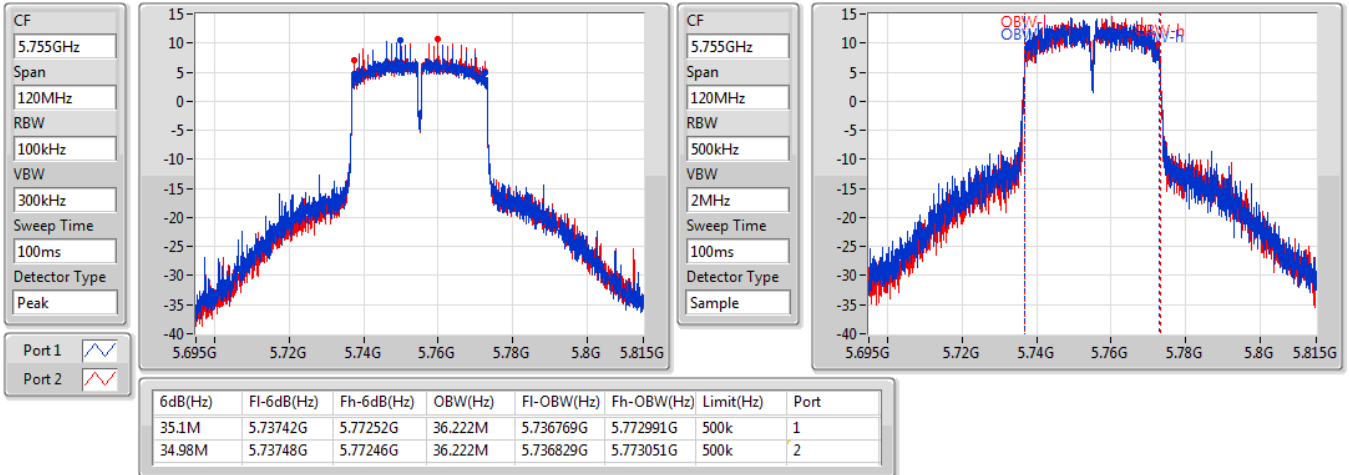 CF
5.755GHz
Span
120MHz
RBW
100kHz
VBW
300kHz
Sweep Time
100ms
Detector Type
Peak
15
10
5
0
-5
-10
-15
-20
-25
-30
-35
-40
5.695G 5.72G 5.74G 5.76G 5.78G 5.8G 5.815G
CF
5.755GHz
Span
120MHz
RBW
500kHz
VBW
2MHz
Sweep Time
100ms
Detector Type
Sample
15
10
5
0
-5
-10
-15
-20
-25
-30
-35
-40
5.695G 5.72G 5.74G 5.76G 5.78G 5.8G 5.815G
Port 1
Port 2
6dB(Hz) Fl-6dB(Hz) Fh-6dB(Hz) OBW(Hz) Fl-OBW(Hz) Fh-OBW(Hz) Limit(Hz) Port
35.1M 5.73742G 5.77252G 36.222M 5.736769G 5.772991G 500k 1
34.98M 5.73748G 5.77246G 36.222M 5.736829G 5.773051G 500k 2